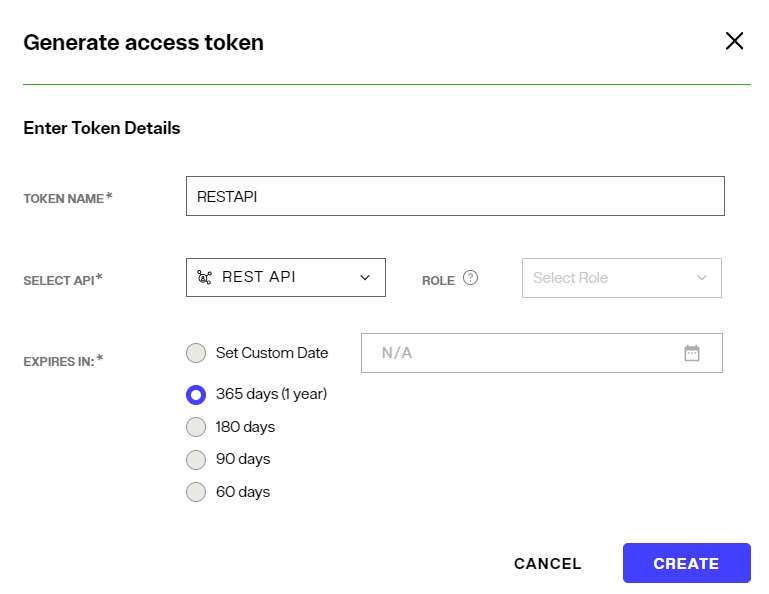 Generate access token
Enter Token Details
TOKEN NAME*
RESTAPI
SELECT API*
REST API
ROLE ?
Select Role
EXPIRES IN: *
Set Custom Date
N/A
365 days (1 year)
180 days
90 days
60 days
CANCEL
CREATE